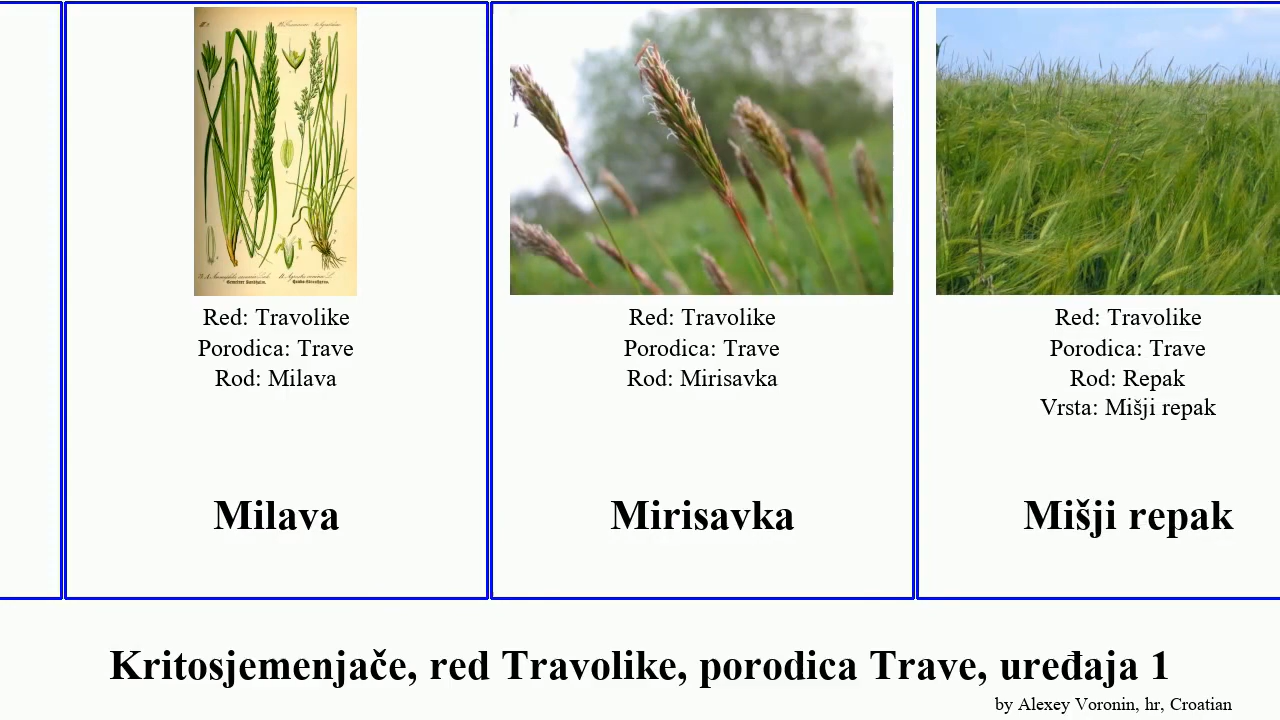 Red: Travolike
Porodica: Trave
Rod: Milava
Milava
Red: Travolike
Porodica: Trave
Rod: Mirisavka
Mirisavka
Red: Travolike
Porodica: Trave
Rod: Repak
Vrsta: Mišji repak
Mišji repak
Kritosjemenjače, red Travolike, porodica Trave, uređaja 1
by Alexey Voronin, hr, Croatian